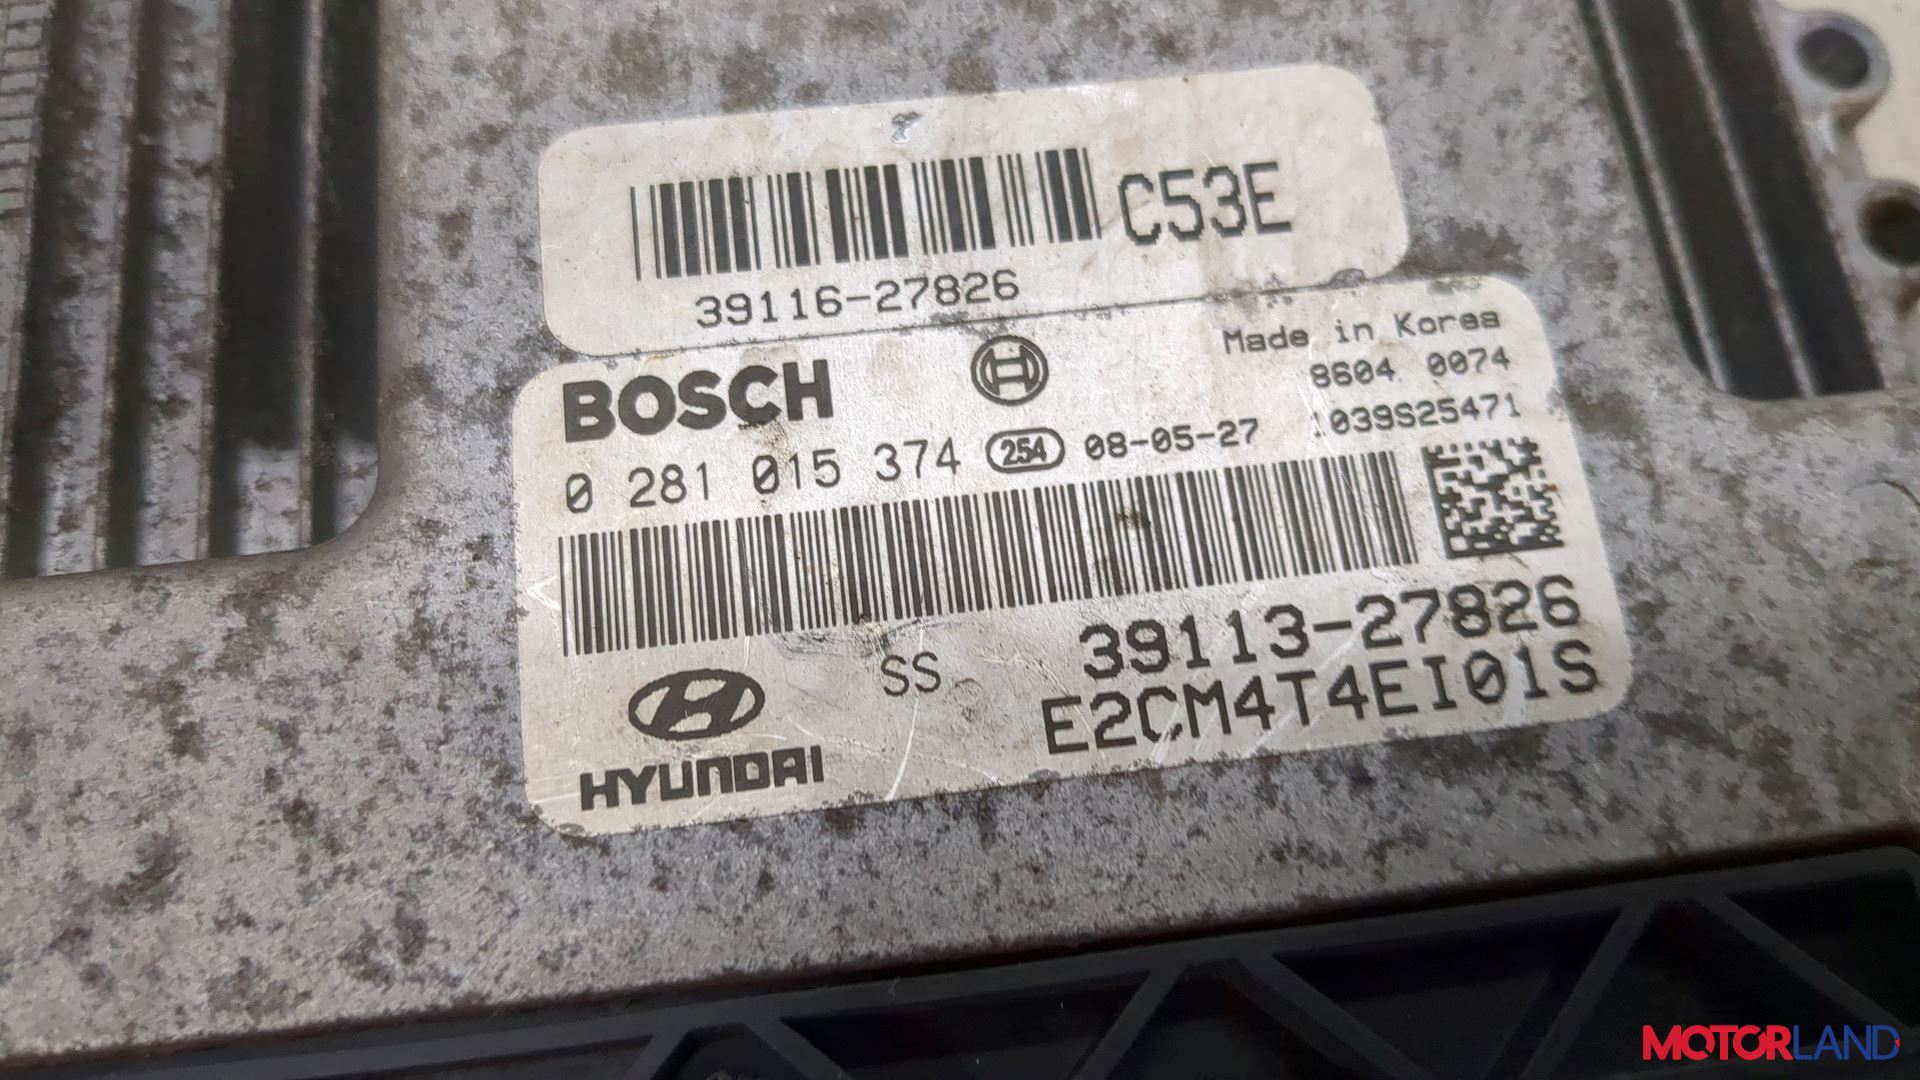 C53E
39116-27826
BOSCH
Made in Korea
8604 0074
1039S25471
0 281 015 374 254 08-05-27
39113-27826
SS
E2CM4T4EI01S
HYUNDAI
MOTORLAND